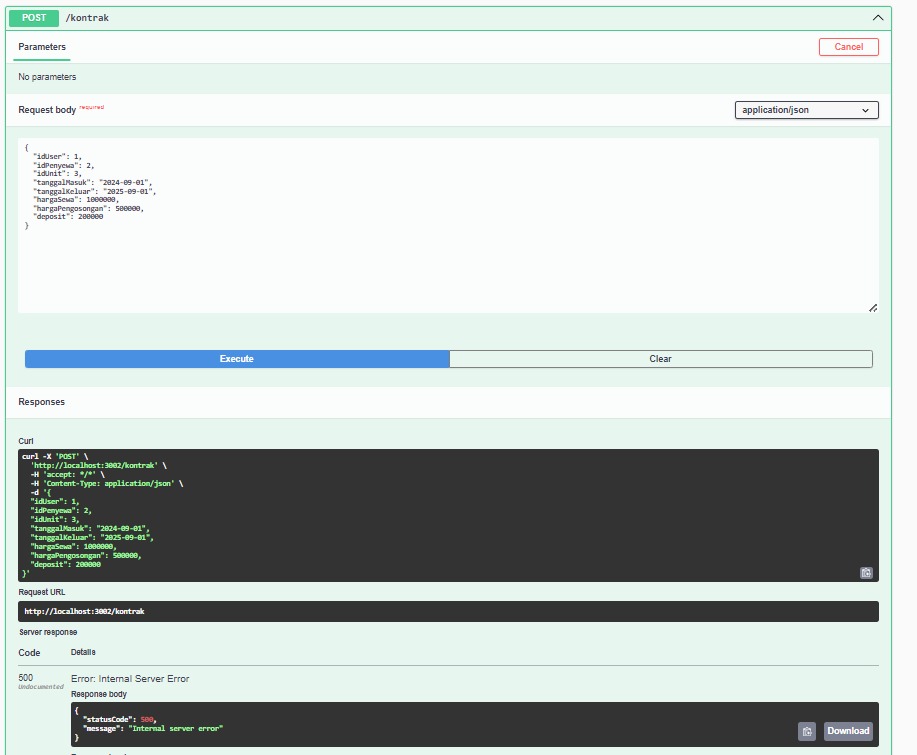 POST /kontrak
Parameters
Cancel
No parameters
Request body required
application/json
{
  "idUser": 1,
  "idPenyewa": 2,
  "idUnit": 3,
  "tanggalMasuk": "2024-09-01",
  "tanggalKeluar": "2025-09-01",
  "hargaSewa": 1000000,
  "hargaPengosongan": 500000,
  "deposit": 200000
}
Execute
Clear
Responses
Curl
curl -X 'POST' \
  'http://localhost:3002/kontrak' \
  -H 'accept: */*' \
  -H 'Content-Type: application/json' \
  -d '{
  "idUser": 1,
  "idPenyewa": 2,
  "idUnit": 3,
  "tanggalMasuk": "2024-09-01",
  "tanggalKeluar": "2025-09-01",
  "hargaSewa": 1000000,
  "hargaPengosongan": 500000,
  "deposit": 200000
}'
Request URL
http://localhost:3002/kontrak
Server response
Code Details
500
Undocumented
Error: Internal Server Error
Response body
{
  "statusCode": 500,
  "message": "Internal server error"
}
Download